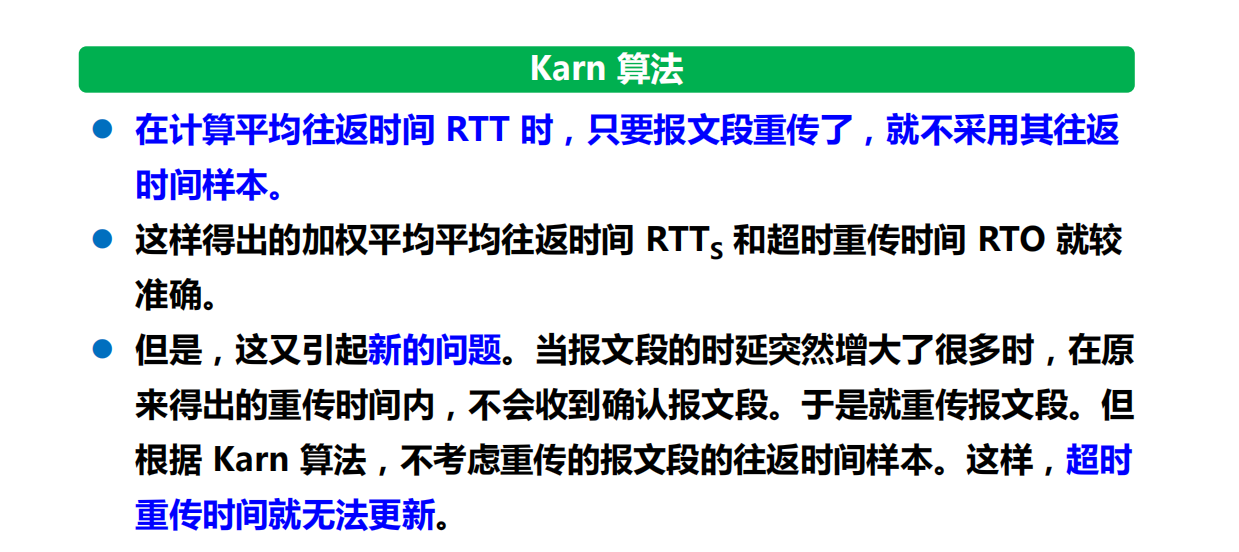 Karn 算法
在计算平均往返时间 RTT 时，只要报文段重传了，就不采用其往返
时间样本。
这样得出的加权平均平均往返时间 RTTS 和超时重传时间 RTO 就较
准确。
但是，这又引起新的问题。当报文段的时延突然增大了很多时，在原
来得出的重传时间内，不会收到确认报文段。于是就重传报文段。但
根据 Karn 算法，不考虑重传的报文段的往返时间样本。这样，超时
重传时间就无法更新。